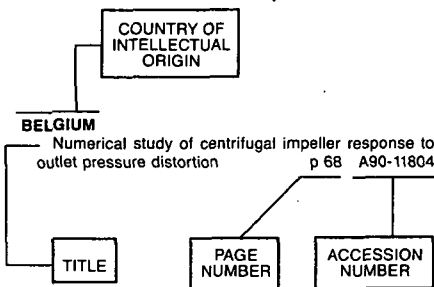 COUNTRY OF
INTELLECTUAL
ORIGIN
BELGIUM
Numerical study of centrifugal impeller response to
outlet pressure distortion p 68 A90-11804
TITLE
PAGE
NUMBER
ACCESSION
NUMBER